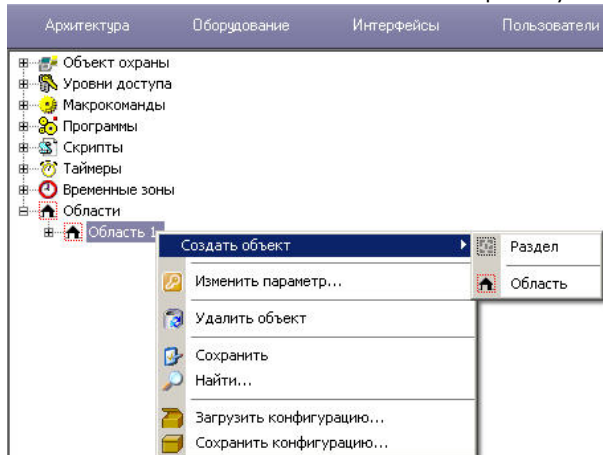 Архитектура Оборудование Интерфейсы Пользователи
Объект охраны
Уровни доступа
Макрокоманды
Программы
Скрипты
Таймеры
Временные зоны
Области
Область 1
Создать объект
Раздел
Изменить параметр...
Область
Удалить объект
Сохранить
Найти...
Загрузить конфигурацию...
Сохранить конфигурацию...